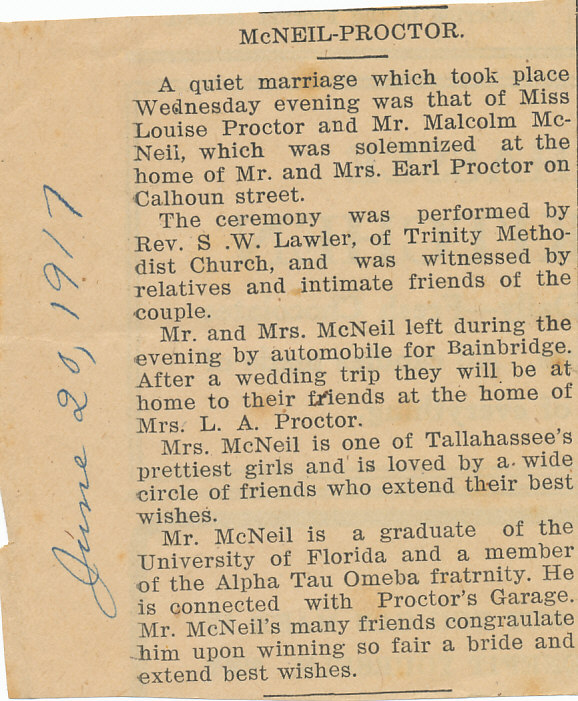 McNEIL-PROCTOR.
A quiet marriage which took place
Wednesday evening was that of Miss
Louise Proctor and Mr. Malcolm Mc-
Neil, which was solemnized at the
home of Mr. and Mrs. Earl Proctor on
Calhoun street.
The ceremony was performed by
Rev. S .W. Lawler, of Trinity Metho-
dist Church, and was witnessed by
relatives and intimate friends of the
couple.
Mr. and Mrs. McNeil left during the
evening by automobile for Bainbridge.
After a wedding trip they will be at
home to their friends at the home of
Mrs. L. A. Proctor.
Mrs. McNeil is one of Tallahassee's
prettiest girls and is loved by a wide
circle of friends who extend their best
wishes.
Mr. McNeil is a graduate of the
University of Florida and a member
of the Alpha Tau Omeba fratrnity. He
is connected with Proctor's Garage.
Mr. McNeil's many friends congraulate
him upon winning so fair a bride and
extend best wishes.
June 20, 1917